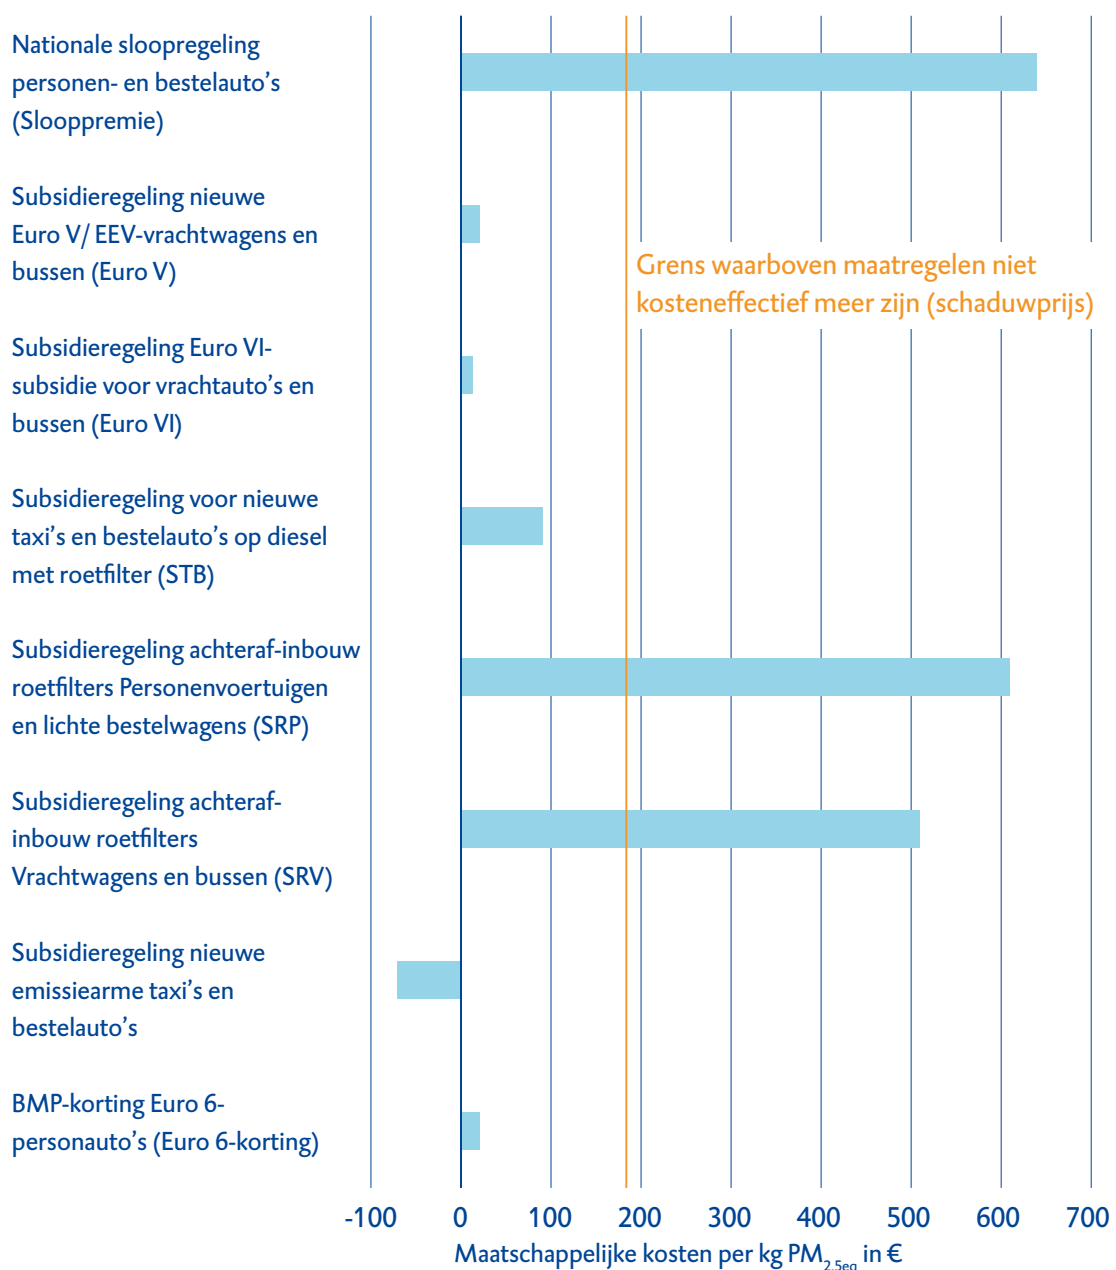 Nationale sloopregeling
personen- en bestelauto’s
(Slooppremie)
Subsidieregeling nieuwe
Euro V/ EEV-vrachtwagens en
bussen (Euro V)
Grens waarboven maatregelen niet
kosteneffectief meer zijn (schaduwprijs)
Subsidieregeling Euro VI-
subsidie voor vrachtauto’s en
bussen (Euro VI)
Subsidieregeling voor nieuwe
taxi’s en bestelauto’s op diesel
met roetfilter (STB)
Subsidieregeling achteraf-inbouw
roetfilters Personenvoertuigen
en lichte bestelwagens (SRP)
Subsidieregeling achteraf-
inbouw roetfilters
Vrachtwagens en bussen (SRV)
Subsidieregeling nieuwe
emissiearme taxi’s en
bestelauto’s
BMP-korting Euro 6-
personauto’s (Euro 6-korting)
-100 0 100 200 300 400 500 600 700
Maatschappelijke kosten per kg PM2,5eq in €